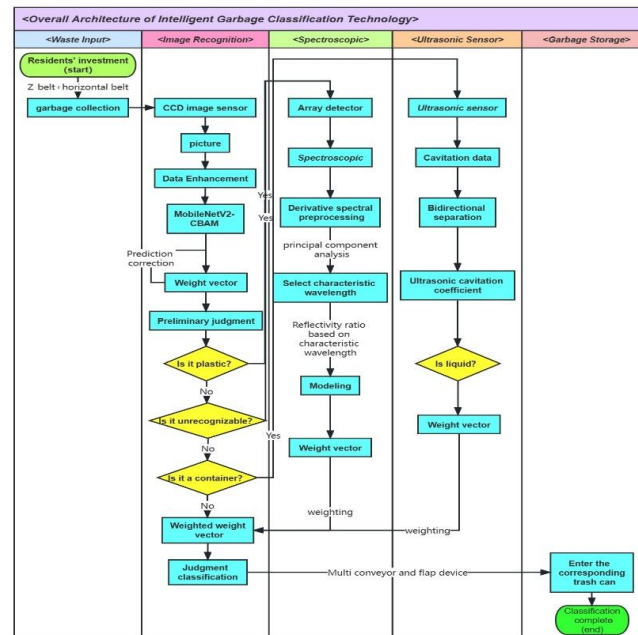 <Overall Architecture of Intelligent Garbage Classification Technology>
<Waste Input>
<Image Recognition>
<Spectroscopic>
<Ultrasonic Sensor>
<Garbage Storage>
Residents' investment
(start)
Z belt+horizontal belt
garbage collection
CCD image sensor
picture
Data Enhancement
MobileNetV2-
CBAM
Prediction
correction
Weight vector
Preliminary judgment
Is it plastic?
No
Is it unrecognizable?
No
Is it a container?
No
Weighted weight
vector
Judgment
classification
Yes
Yes
Yes
Array detector
Spectroscopic
Derivative spectral
preprocessing
principal component
analysis
Select characteristic
wavelength
Reflectivity ratio
based on
characteristic
wavelength
Modeling
Weight vector
weighting
Ultrasonic sensor
Cavitation data
Bidirectional
separation
Ultrasonic cavitation
coefficient
Is liquid?
Weight vector
weighting
Multi conveyor and flap device
Enter the
corresponding
trash can
Classification
complete
(end)